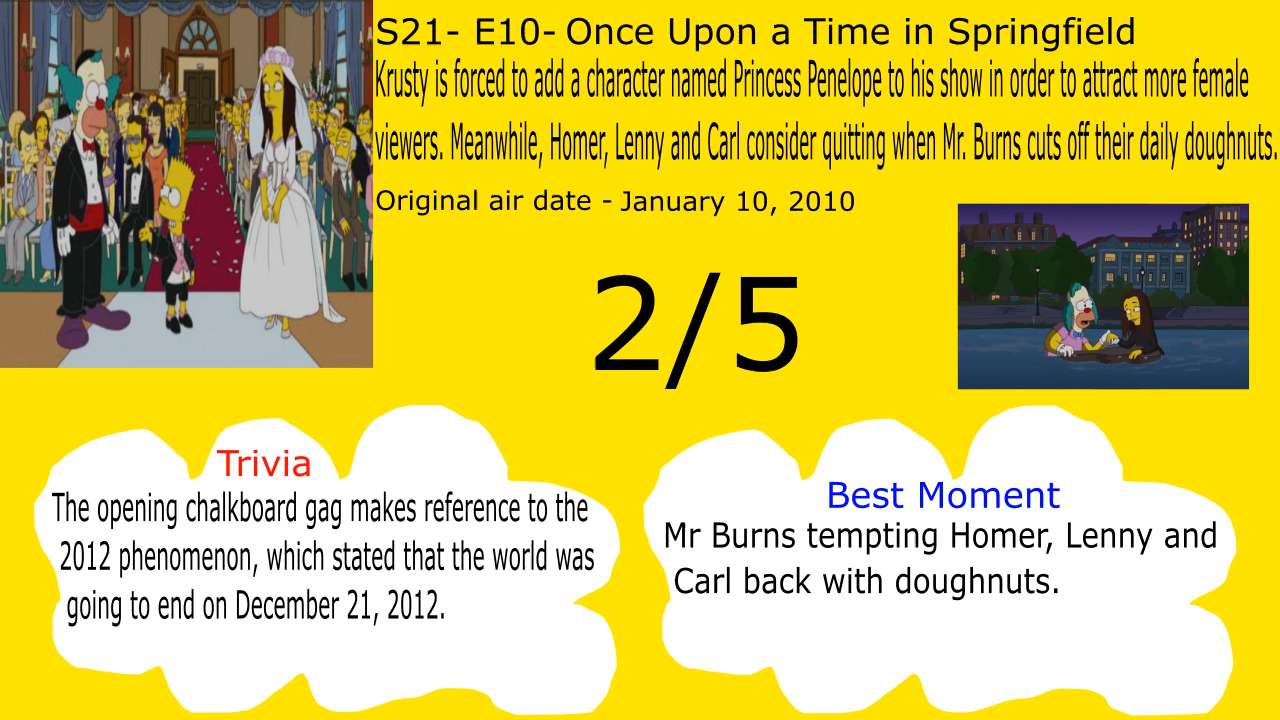 S21- E10- Once Upon a Time in Springfield
Krusty is forced to add a character named Princess Penelope to his show in order to attract more female
viewers. Meanwhile, Homer, Lenny and Carl consider quitting when Mr. Burns cuts off their daily doughnuts.
Original air date - January 10, 2010
2/5
Trivia
The opening chalkboard gag makes reference to the
2012 phenomenon, which stated that the world was
going to end on December 21, 2012.
Best Moment
Mr Burns tempting Homer, Lenny and
Carl back with doughnuts.